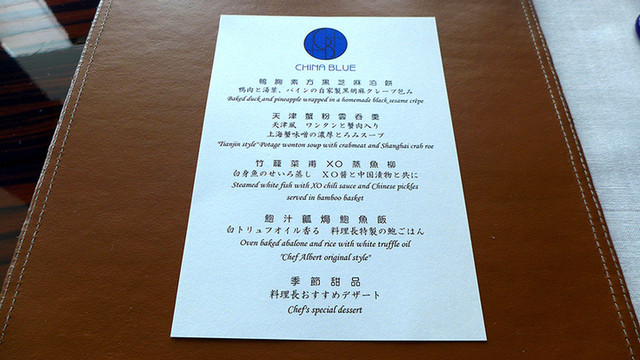 CHINA BLUE
鴨胸素方黒芝麻泊餅
鴨肉と湯葉、パインの自家製黒胡麻クレープ包み
Baked duck and pineapple wrapped in a homemade black sesame crêpe
天津蟹粉雲呑羹
天津風 ワンタンと蟹肉入り
上海蟹味噌の濃厚とろみスープ
"Tianjin style" Potage wonton soup with crabmeat and Shanghai crab roe
竹籠菜甫XO蒸魚柳
白身魚のせいろ蒸し XO醤と中国漬物と共に
Steamed white fish with XO chili sauce and Chinese pickles
served in bamboo basket
鮑汁瓤焗鮑魚飯
白トリュフオイル香る 料理長特製の鮑ごはん
Oven baked abalone and rice with white truffle oil
"Chef Albert original style"
季節甜品
料理長おすすめデザート
Chef's special dessert